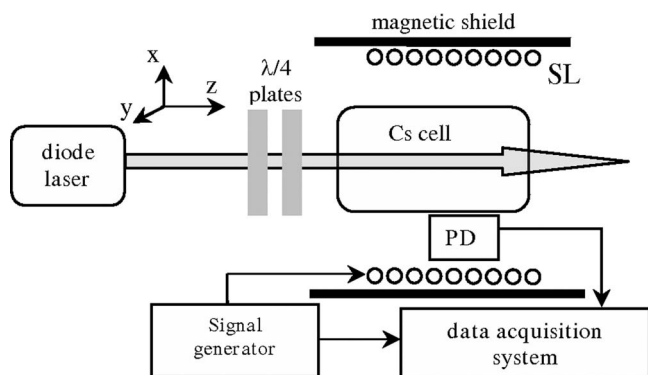 magnetic shield
SL
x
y
z
λ/4
plates
diode
laser
Cs cell
PD
Signal
generator
data acquisition
system